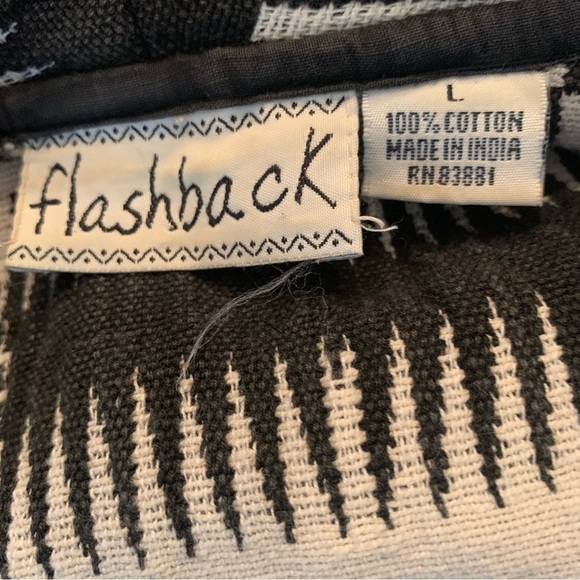 flashback
L
100% COTTON
MADE IN INDIA
RN 83881